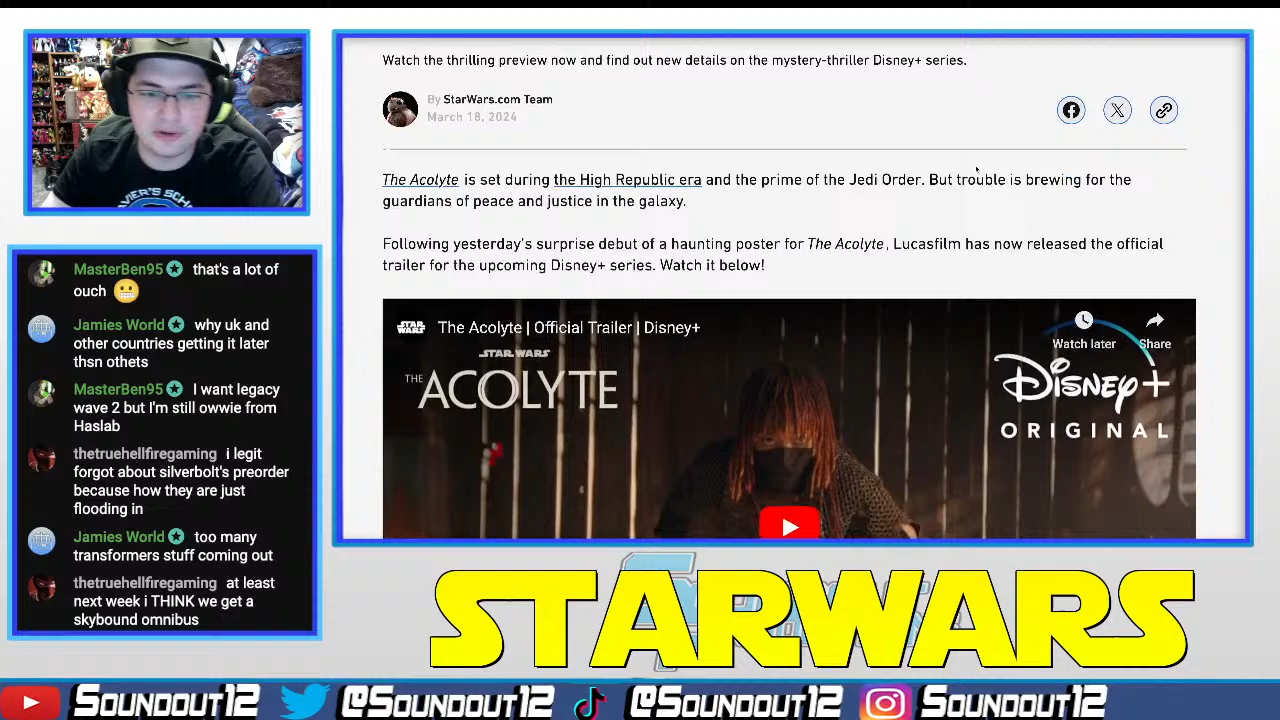 Watch the thrilling preview now and find out new details on the mystery-thriller Disney+ series.
By StarWars.com Team
March 18, 2024
The Acolyte is set during the High Republic era and the prime of the Jedi Order. But trouble is brewing for the
guardians of peace and justice in the galaxy.
Following yesterday's surprise debut of a haunting poster for The Acolyte, Lucasfilm has now released the official
trailer for the upcoming Disney+ series. Watch it below!
STAR WARS
The Acolyte | Official Trailer | Disney+
Watch later
Share
STAR WARS
THE ACOLYTE
Disney+
ORIGINAL
MasterBen95 that's a lot of
ouch
Jamies World why uk and
other countries getting it later
thsn othets
MasterBen95 I want legacy
wave 2 but I'm still owwie from
Haslab
thetruehellfiregaming i legit
forgot about silverbolt's preorder
because how they are just
flooding in
Jamies World too many
transformers stuff coming out
thetruehellfiregaming at least
next week i THINK we get a
skybound omnibus
STARWARS
Soundout12
@Soundout12
@Soundout12
Soundout12